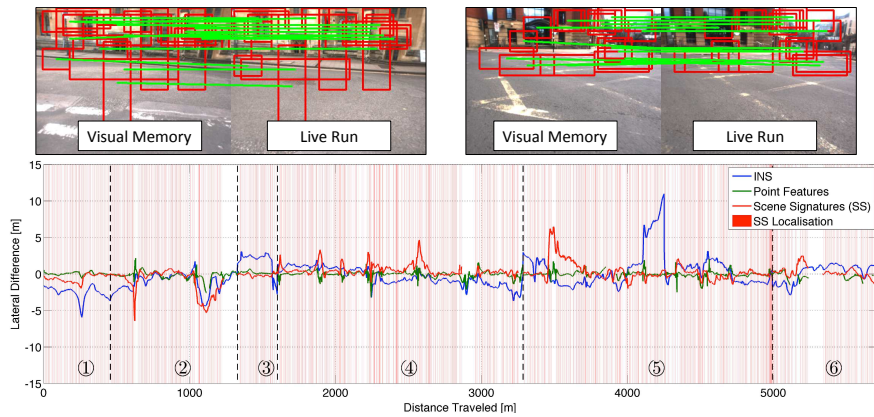 Visual Memory
Live Run
Visual Memory
Live Run
15
10
5
0
-5
-10
-15
Lateral Difference [m]
INS
Point Features
Scene Signatures (SS)
SS Localisation
① ② ③ ④ ⑤ ⑥
0 1000 2000 3000 4000 5000
Distance Traveled [m]